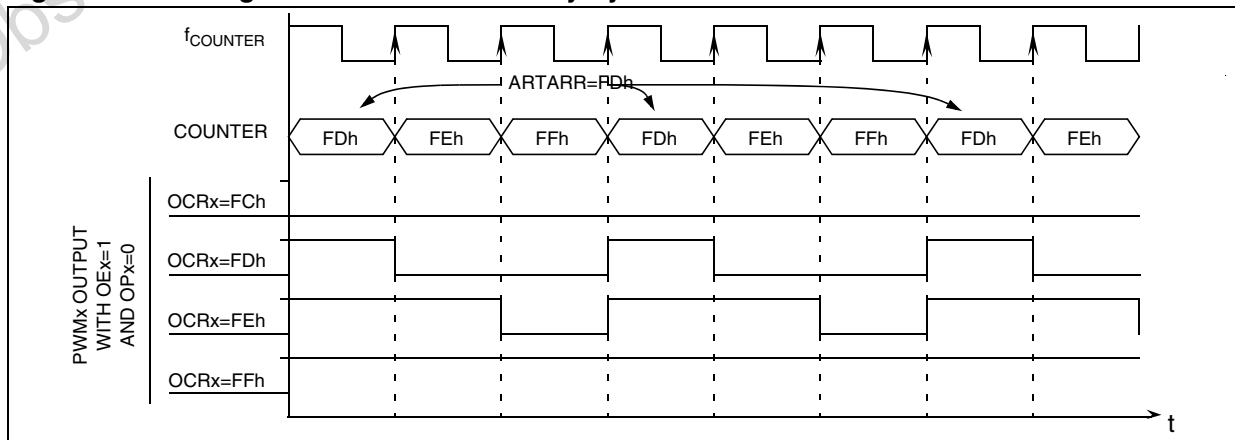 fCOUNTER
ARTARR=FDh
COUNTER
FDh FEh FFh FDh FEh FFh FDh FEh
PWMx OUTPUT
WITH OEx=1
AND OPx=0
OCRx=FCh
OCRx=FDh
OCRx=FEh
OCRx=FFh
t